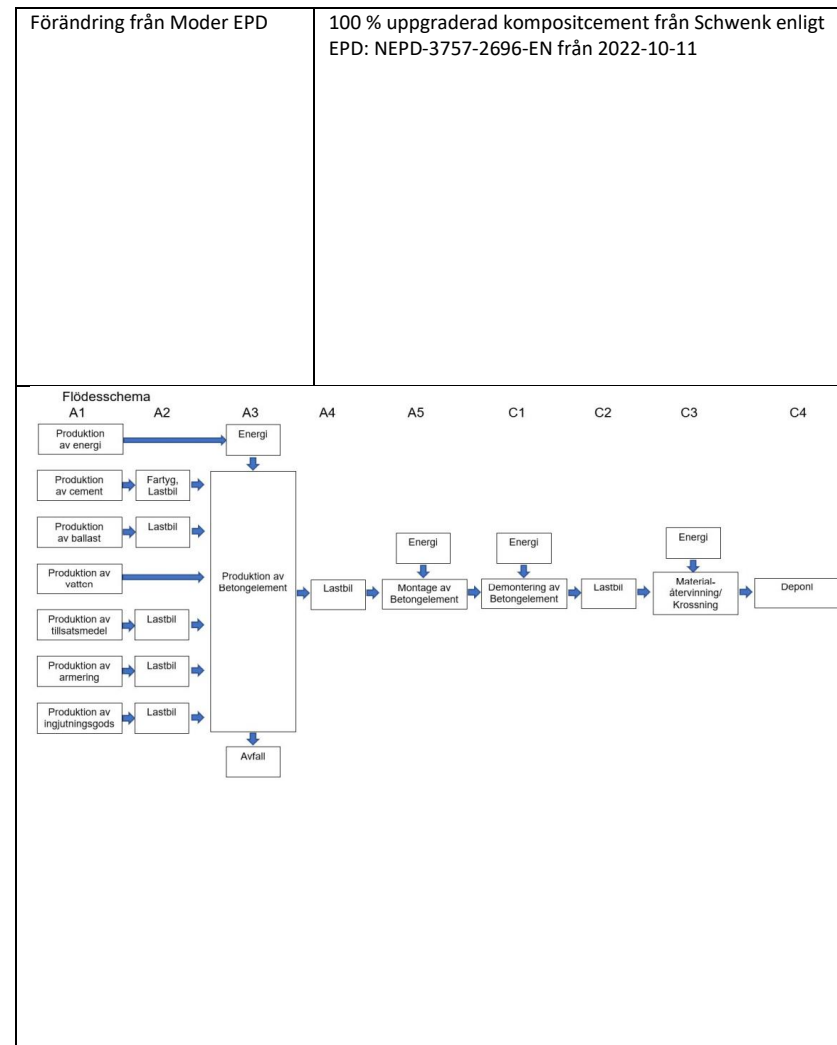 Förändring från Moder EPD
100 % uppgraderad kompositcement från Schwenk enligt
EPD: NEPD-3757-2696-EN från 2022-10-11
Flödesschema
A1 A2 A3 A4 A5 C1 C2 C3 C4
Produktion
av energi
Energi
Produktion
av cement
Fartyg,
Lastbil
Produktion
av ballast
Lastbil
Produktion av
vatten
Produktion av
tillsatsmedel
Lastbil
Produktion av
armering
Lastbil
Produktion av
ingjutningsgods
Lastbil
Produktion av
Betongelement
Avfall
Lastbil
Energi
Montage av
Betongelement
Energi
Demontering av
Betongelement
Lastbil
Energi
Material-
återvinning/
Krossning
Deponi